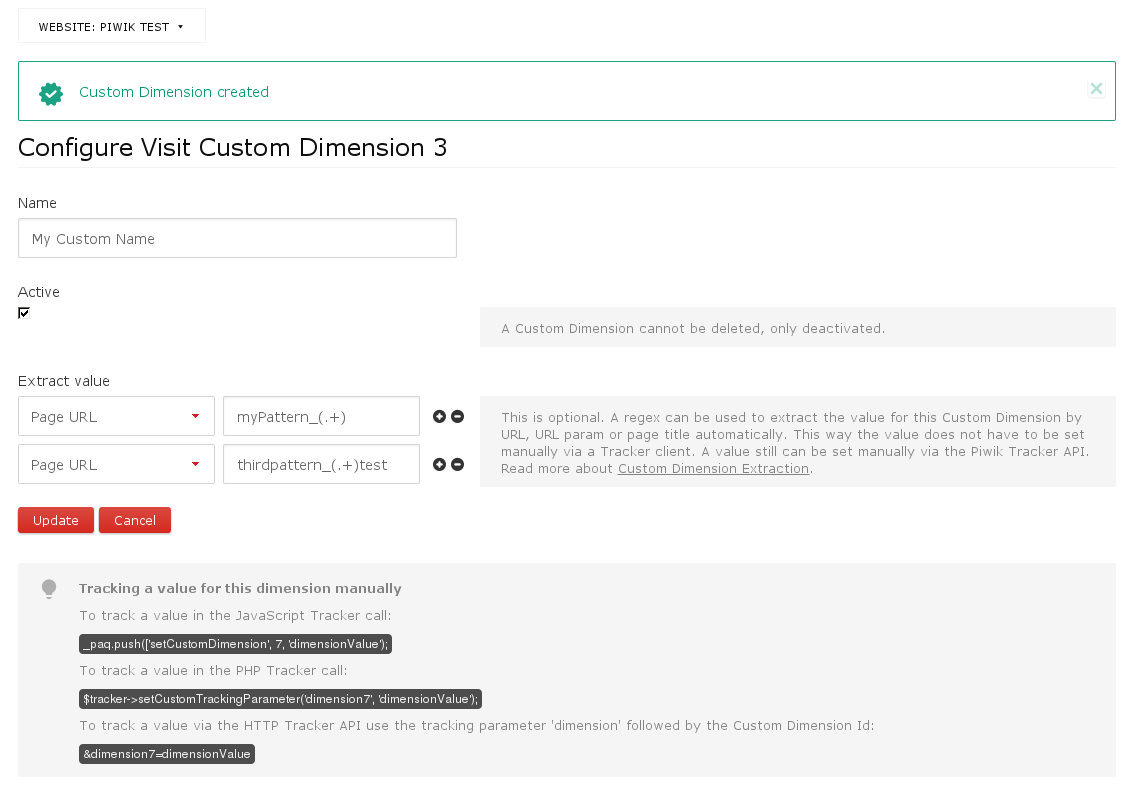 WEBSITE: PIWIK TEST
Custom Dimension created
Configure Visit Custom Dimension 3
Name
My Custom Name
Active
A Custom Dimension cannot be deleted, only deactivated.
Extract value
Page URL myPattern_(.+)
Page URL thirdpattern_(.+)test
This is optional. A regex can be used to extract the value for this Custom Dimension by
URL, URL param or page title automatically. This way the value does not have to be set
manually via a Tracker client. A value still can be set manually via the Piwik Tracker API.
Read more about Custom Dimension Extraction.
Update Cancel
Tracking a value for this dimension manually
To track a value in the JavaScript Tracker call:
_paq.push(['setCustomDimension', 7, 'dimensionValue');
To track a value in the PHP Tracker call:
$tracker->setCustomTrackingParameter('dimension7', 'dimensionValue');
To track a value via the HTTP Tracker API use the tracking parameter 'dimension' followed by the Custom Dimension Id:
&dimension7=dimensionValue